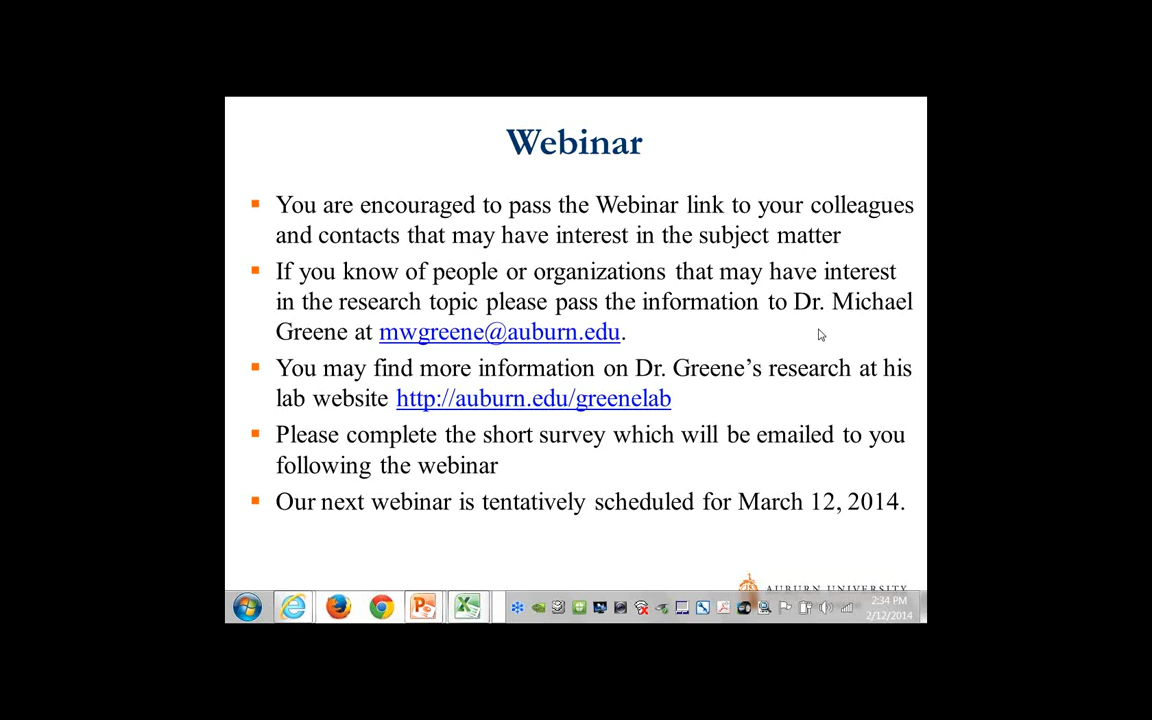 Webinar
You are encouraged to pass the Webinar link to your colleagues
and contacts that may have interest in the subject matter
If you know of people or organizations that may have interest
in the research topic please pass the information to Dr. Michael
Greene at mwgreene@auburn.edu.
You may find more information on Dr. Greene’s research at his
lab website http://auburn.edu/greenelab
Please complete the short survey which will be emailed to you
following the webinar
Our next webinar is tentatively scheduled for March 12, 2014.
AUBURN UNIVERSITY
2:34 PM
2/12/2014